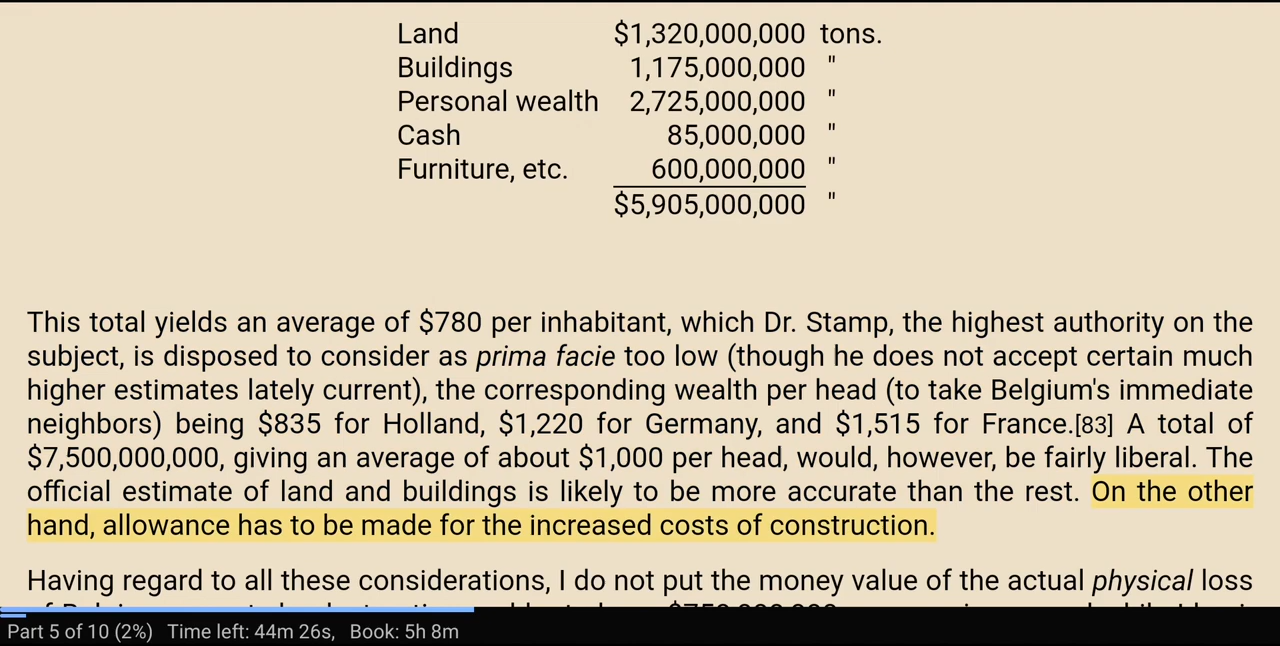 Land $1,320,000,000 tons.
Buildings 1,175,000,000 "
Personal wealth 2,725,000,000 "
Cash 85,000,000 "
Furniture, etc. 600,000,000 "
$5,905,000,000 "
This total yields an average of $780 per inhabitant, which Dr. Stamp, the highest authority on the
subject, is disposed to consider as prima facie too low (though he does not accept certain much
higher estimates lately current), the corresponding wealth per head (to take Belgium's immediate
neighbors) being $835 for Holland, $1,220 for Germany, and $1,515 for France.[83] A total of
$7,500,000,000, giving an average of about $1,000 per head, would, however, be fairly liberal. The
official estimate of land and buildings is likely to be more accurate than the rest. On the other
hand, allowance has to be made for the increased costs of construction.
Having regard to all these considerations, I do not put the money value of the actual physical loss
Part 5 of 10 (2%) Time left: 44m 26s, Book: 5h 8m